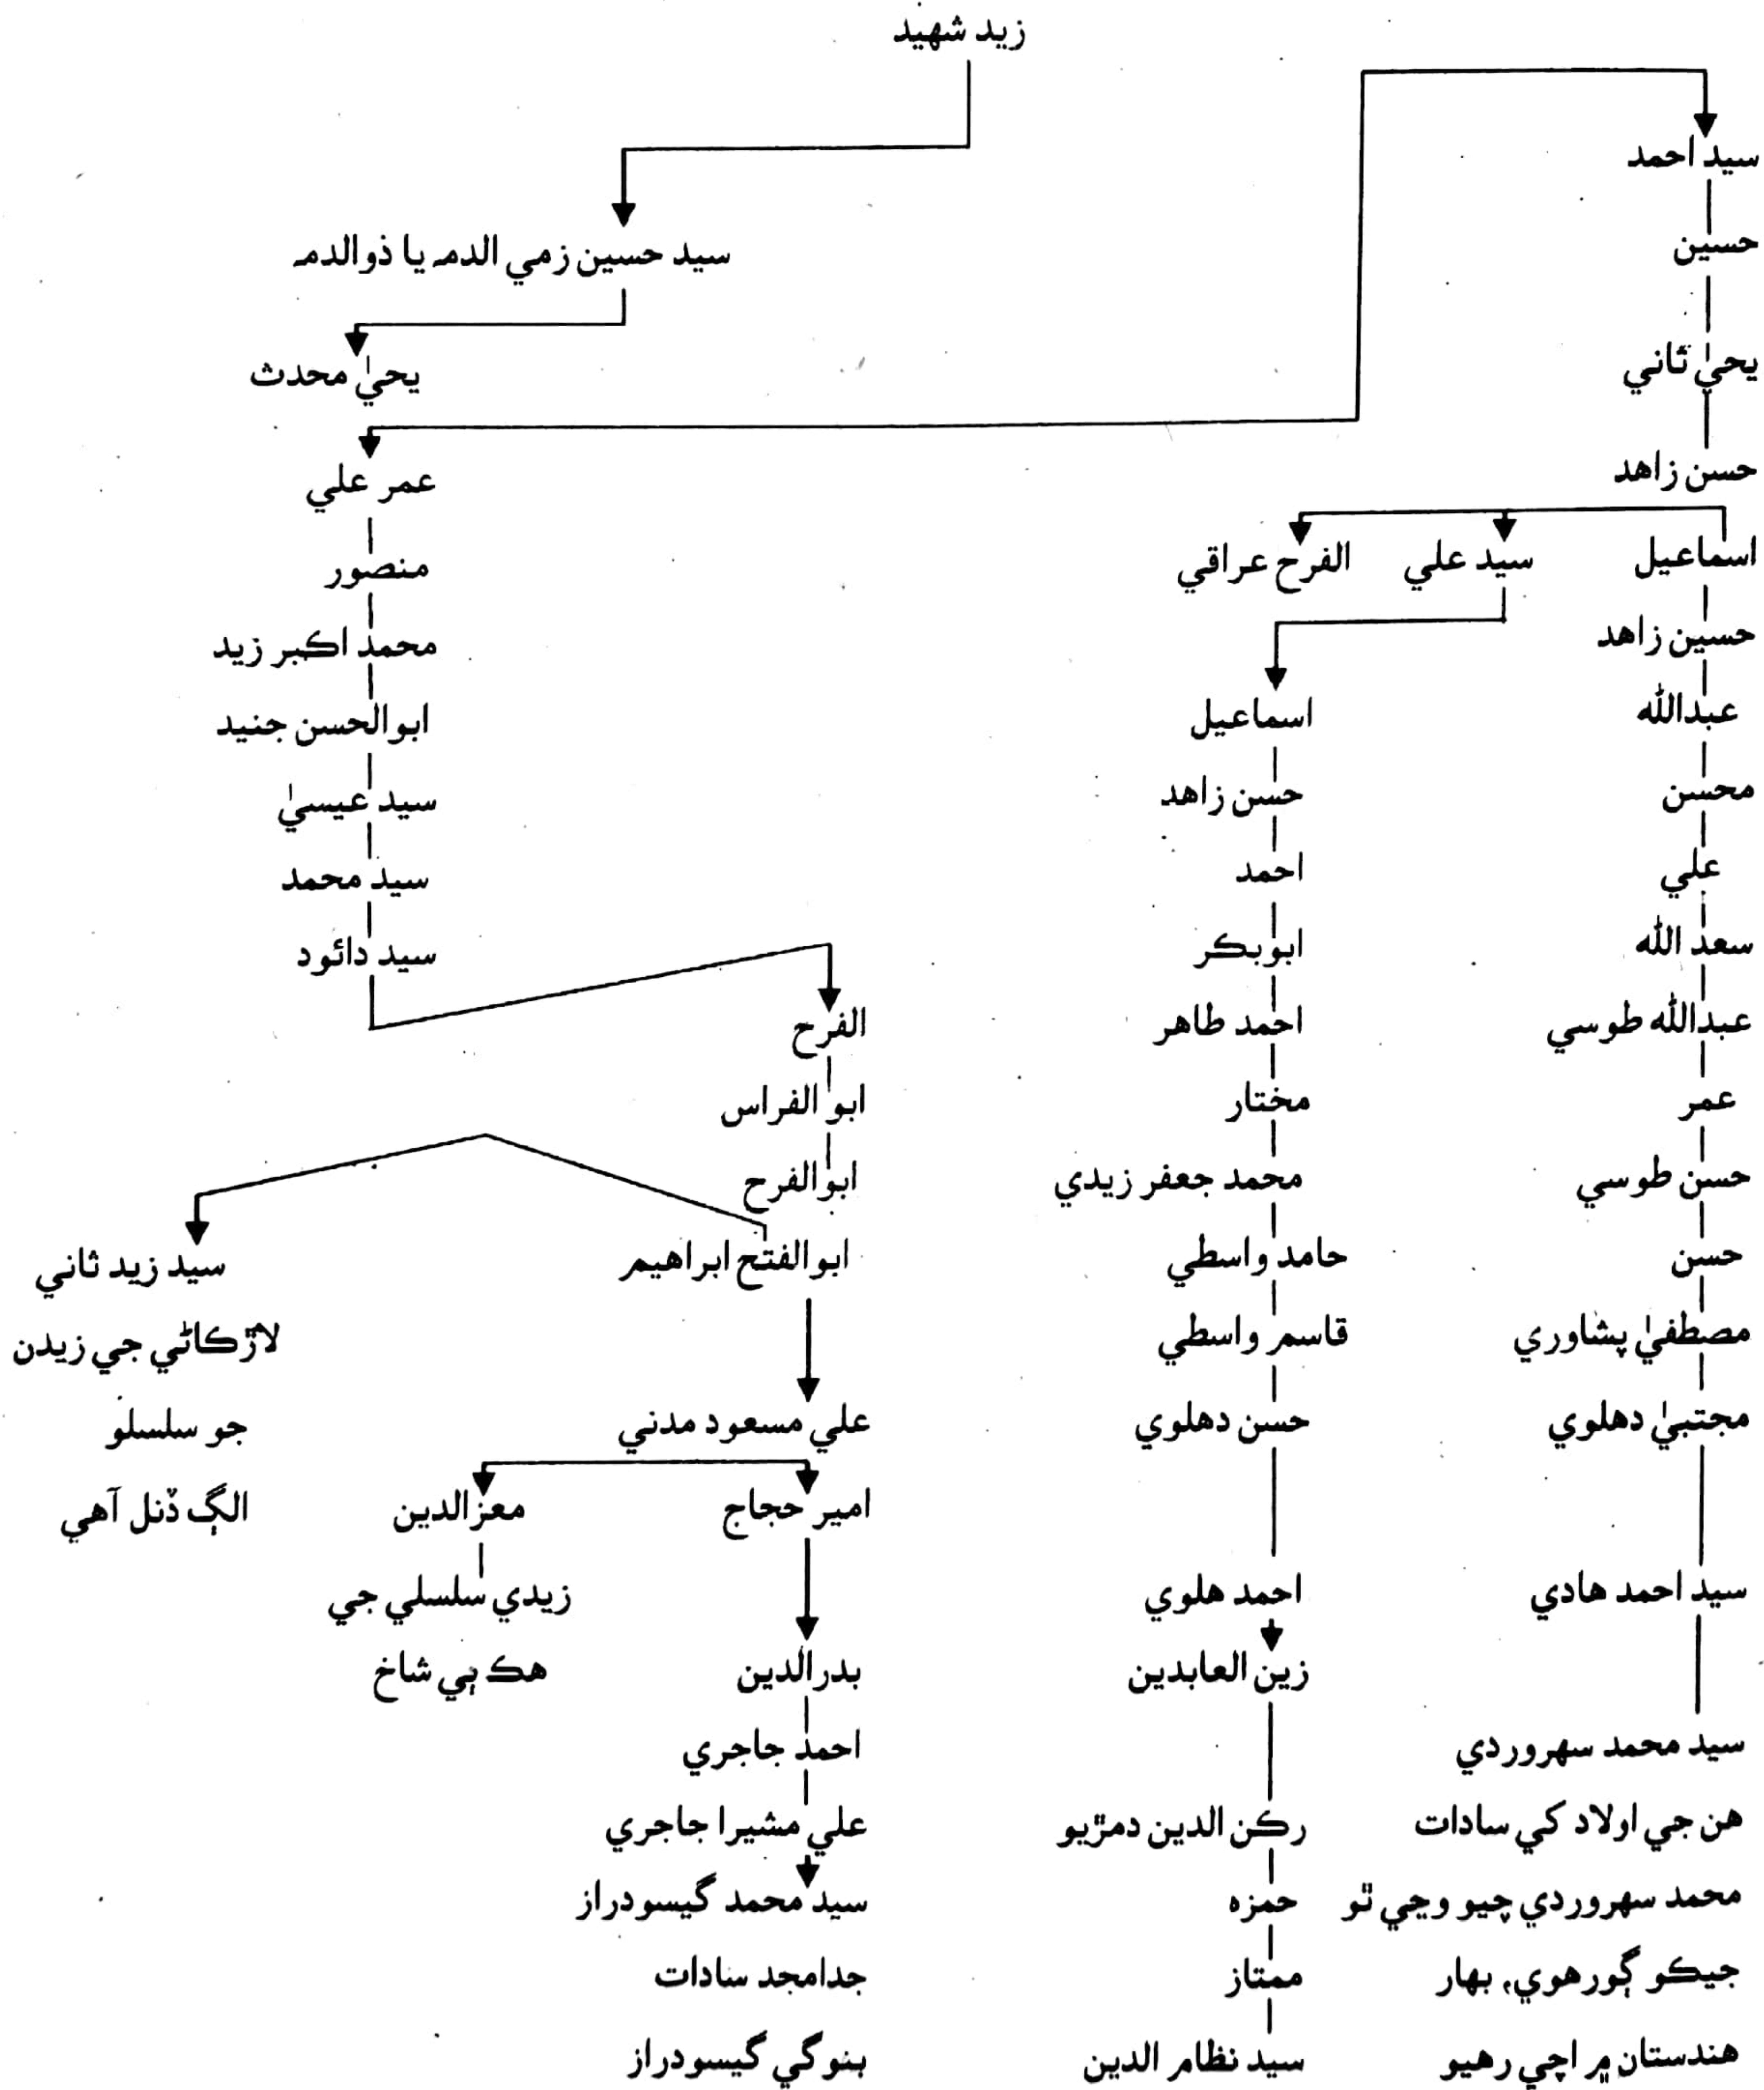 زيد شهيد
سيد حسين زمي الدمہ يا ذوالدمہ
يحيٰ محدث
عمر علي
منصور
محمد اڪبر زيد
ابوالحسن جنيد
سيد عيسيٰ
سيد محمد
سيد دائود
سيد احمد
حسين
يحيٰ ثاني
حسن زاهد
اسماعيل
سيد علي
الفرح عراقي
حسين زاهد
عبدالله
محسن
علي
سعد الله
عبدالله طوسي
عمر
حسن طوسي
حسن
مصطفيٰ پشاوري
مجتبيٰ دهلوي
سيد احمد هادي
سيد محمد سهروردي
هن جي اولاد کي سادات
محمد سهروردي چيو وڃي ٿو
جيڪو ڳورهوي، بهار
هندستان ۾ اچي رهيو
اسماعيل
حسن زاهد
احمد
ابوبڪر
احمد طاهر
مختار
محمد جعفر زيدي
حامد واسطي
قاسم واسطي
حسن دهلوي
احمد هلوي
زين العابدين
رڪن الدين دمڙيو
حمزه
ممتاز
سيد نظام الدين
الفرح
ابو الفراس
ابوالفرح
ابوالفتح ابراهيم
علي مسعود مدني
امير حجاج
بدرالدين
احمد جاجري
علي مشيرا جاجري
سيد محمد گيسودراز
جدامجد سادات
بنوگي گيسودراز
معزالدين
زيدي سلسلي جي
هڪ ٻي شاخ
سيد زيد ثاني
لاڙڪاڻي جي زيدن
جو سلسلو
الڳ ڏنل آهي